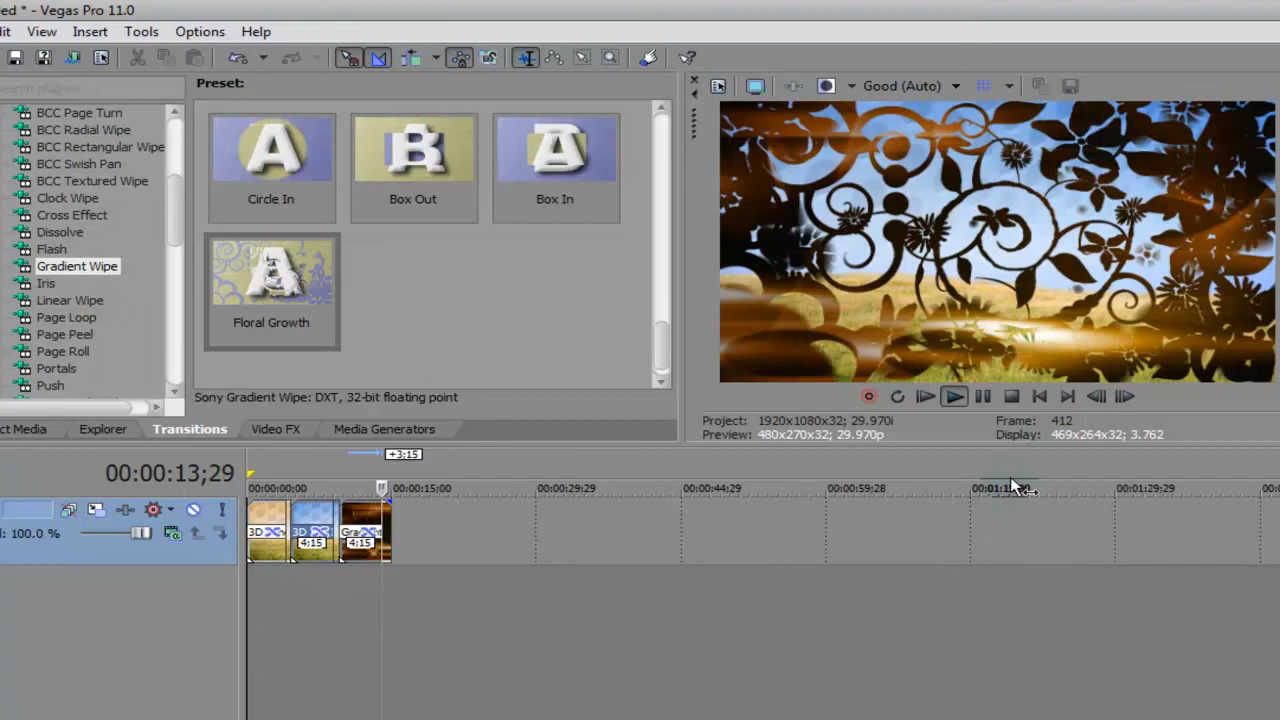 ed * - Vegas Pro 11.0
it View Insert Tools Options Help
Preset:
Good (Auto)
BCC Page Turn
BCC Radial Wipe
BCC Rectangular Wipe
BCC Swish Pan
BCC Textured Wipe
Clock Wipe
Cross Effect
Dissolve
Flash
Gradient Wipe
Iris
Linear Wipe
Page Loop
Page Peel
Page Roll
Portals
Push
Circle In
Box Out
Box In
Floral Growth
Sony Gradient Wipe: DXT, 32-bit floating point
ct Media Explorer Transitions Video FX Media Generators
Project: 1920x1080x32; 29.970i
Frame: 412
Preview: 480x270x32; 29.970p
Display: 469x264x32; 3.762
+3:15
00:00:13;29
00:00:00;00 00:00:15;00 00:00:29;29 00:00:44;29 00:00:59;28 00:01:29;29
3D 3D
4:15 4:15
100.0 %